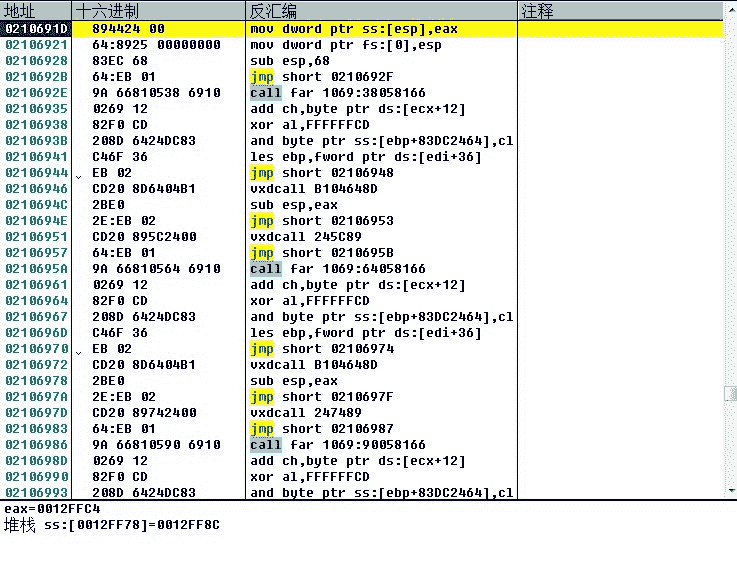 地址 十六进制 反汇编 注释
0210691D 894424 00 mov dword ptr ss:[esp],eax
02106921 64:8925 00000000 mov dword ptr fs:[0],esp
02106928 83EC 68 sub esp,68
0210692B 64:EB 01 jmp short 0210692F
0210692E 9A 66810538 6910 call far 1069:38058166
02106935 0269 12 add ch,byte ptr ds:[ecx+12]
02106938 82F0 CD xor al,FFFFFFCD
0210693B 208D 6424DC83 and byte ptr ss:[ebp+83DC2464],cl
02106941 C46F 36 les ebp,fword ptr ds:[edi+36]
02106944 EB 02 jmp short 02106948
02106946 CD20 8D6404B1 vxdcall B104648D
0210694C 2BE0 sub esp,eax
0210694E 2E:EB 02 jmp short 02106953
02106951 CD20 895C2400 vxdcall 245C89
02106957 64:EB 01 jmp short 0210695B
0210695A 9A 66810564 6910 call far 1069:64058166
02106961 0269 12 add ch,byte ptr ds:[ecx+12]
02106964 82F0 CD xor al,FFFFFFCD
02106967 208D 6424DC83 and byte ptr ss:[ebp+83DC2464],cl
0210696D C46F 36 les ebp,fword ptr ds:[edi+36]
02106970 EB 02 jmp short 02106974
02106972 CD20 8D6404B1 vxdcall B104648D
02106978 2BE0 sub esp,eax
0210697A 2E:EB 02 jmp short 0210697F
0210697D CD20 89742400 vxdcall 247489
02106983 64:EB 01 jmp short 02106987
02106986 9A 66810590 6910 call far 1069:90058166
0210698D 0269 12 add ch,byte ptr ds:[ecx+12]
02106990 82F0 CD xor al,FFFFFFCD
02106993 208D 6424DC83 and byte ptr ss:[ebp+83DC2464],cl
eax=0012FFC4
堆栈 ss:[0012FF78]=0012FF8C